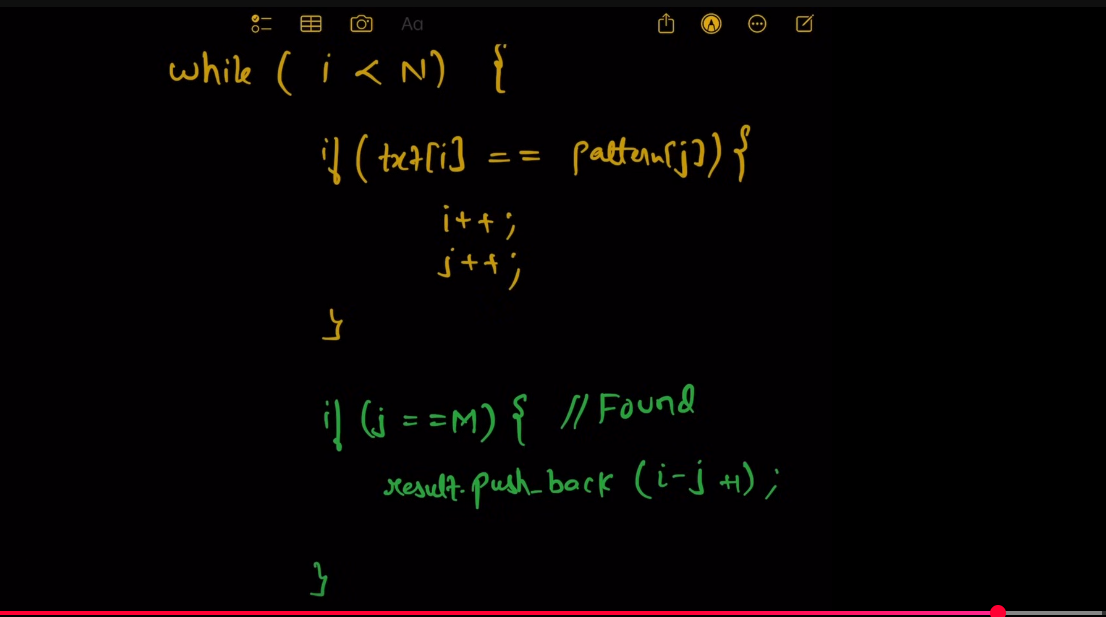 Aa
while ( i < N) {
if (txt[i] == pattern[j]) {
i++;
j++;
}
if (j ==M) { // Found
result.push_back (i-j+1);
}